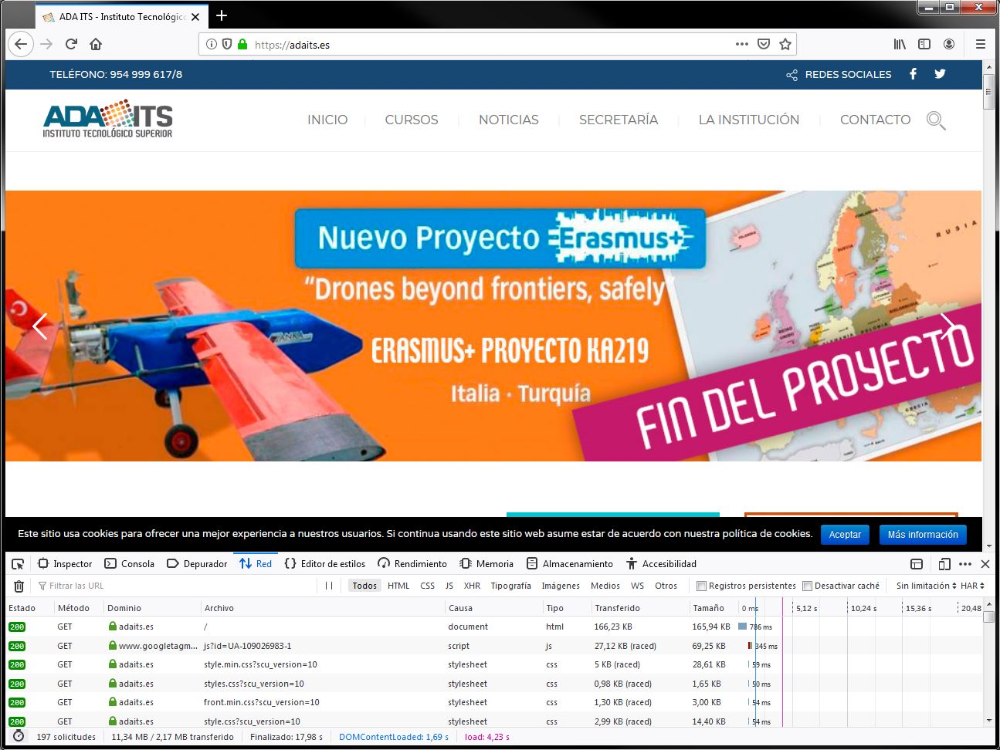 ADA ITS - Instituto Tecnológico
https://adaits.es
TELÉFONO: 954 999 617/8
REDES SOCIALES
ADA ITS
INSTITUTO TECNOLÓGICO SUPERIOR
INICIO
CURSOS
NOTICIAS
SECRETARÍA
LA INSTITUCIÓN
CONTACTO
Nuevo Proyecto Erasmus+
“Drones beyond frontiers, safely”
ERASMUS+ PROYECTO KA219
Italia · Turquía
FIN DEL PROYECTO
RUSIA
ANKA
Este sitio usa cookies para ofrecer una mejor experiencia a nuestros usuarios. Si continua usando este sitio web asume estar de acuerdo con nuestra política de cookies.
Aceptar
Más información
Inspector Consola Depurador Red Editor de estilos Rendimiento Memoria Almacenamiento Accesibilidad
Filtrar las URL
Todos HTML CSS JS XHR Tipografía Imágenes Medios WS Otros
Registros persistentes
Desactivar caché
Sin limitación
HAR
Estado Método Dominio Archivo Causa Tipo Transferido Tamaño 0 ms 5,12 s 10,24 s 15,36 s 20,48
200 GET adaits.es / document html 166,23 KB 165,94 KB 786 ms
200 GET www.googletagm... js?id=UA-109026983-1 script js 27,12 KB (raced) 69,25 KB 345 ms
200 GET adaits.es style.min.css?scu_version=10 stylesheet css 5 KB (raced) 28,61 KB 59 ms
200 GET adaits.es styles.css?scu_version=10 stylesheet css 0,98 KB (raced) 1,65 KB 50 ms
200 GET adaits.es front.min.css?scu_version=10 stylesheet css 1,30 KB (raced) 3,00 KB 54 ms
200 GET adaits.es style.css?scu_version=10 stylesheet css 2,99 KB (raced) 14,40 KB 54 ms
197 solicitudes 11,34 MB / 2,17 MB transferido Finalizado: 17,98 s DOMContentLoaded: 1,69 s load: 4,23 s